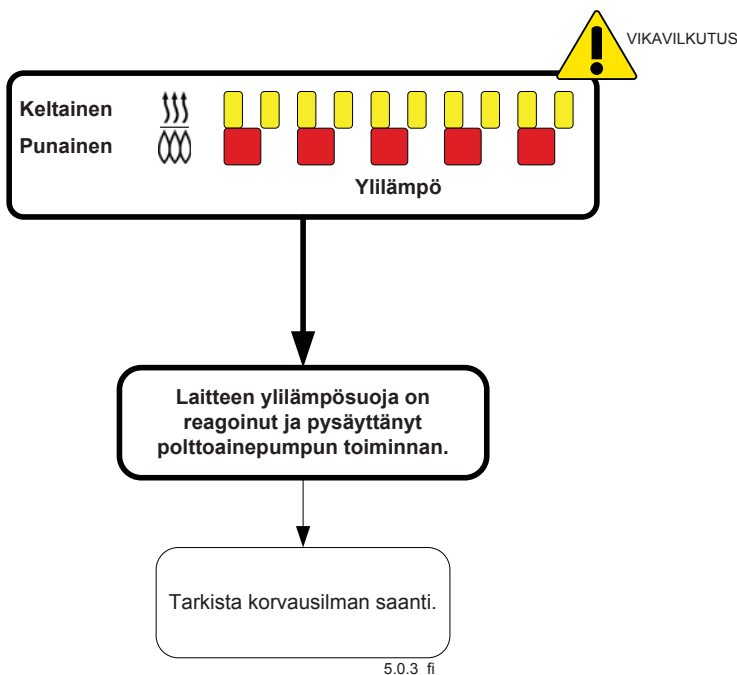 VIKAVILKUTUS
Keltainen
Punainen
Ylilämpö
Laitteen ylilämpösuoja on
reagoinut ja pysäyttänyt
polttoainepumpun toiminnan.
Tarkista korvausilman saanti.
5.0.3 fi